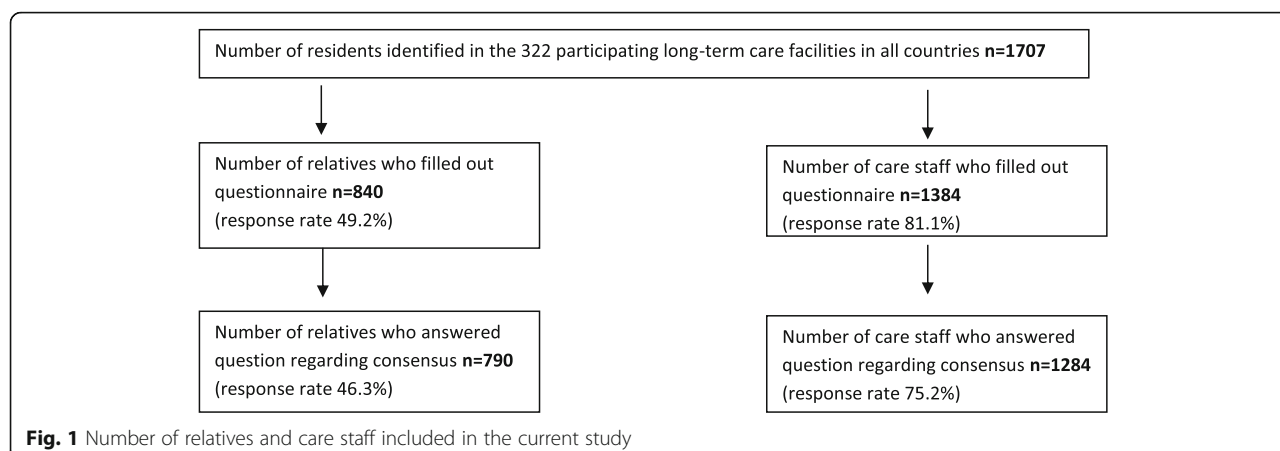 Number of residents identified in the 322 participating long-term care facilities in all countries n=1707
Number of relatives who filled out
questionnaire n=840
(response rate 49.2%)
Number of care staff who filled out
questionnaire n=1384
(response rate 81.1%)
Number of relatives who answered
question regarding consensus n=790
(response rate 46.3%)
Number of care staff who answered
question regarding consensus n=1284
(response rate 75.2%)
Fig. 1 Number of relatives and care staff included in the current study